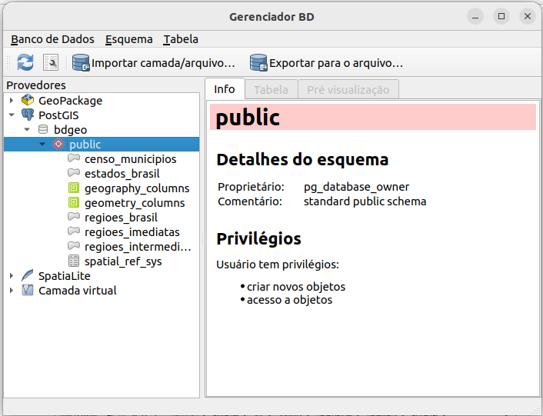 Gerenciador BD
Banco de Dados Esquema Tabela
Importar camada/arquivo... Exportar para o arquivo...
Provedores
GeoPackage
PostGIS
bdgeo
public
censo_municipios
estados_brasil
geography_columns
geometry_columns
regioes_brasil
regioes_imediatas
regioes_intermedi...
spatial_ref_sys
SpatiaLite
Camada virtual
Info Tabela Pré visualização
public
Detalhes do esquema
Proprietário: pg_database_owner
Comentário: standard public schema
Privilégios
Usuário tem privilégios:
• criar novos objetos
• acesso a objetos